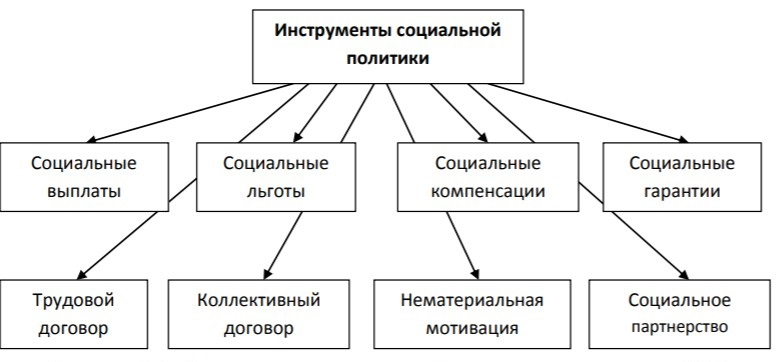 Инструменты социальной
политики
Социальные
выплаты
Социальные
льготы
Социальные
компенсации
Социальные
гарантии
Трудовой
договор
Коллективный
договор
Нематериальная
мотивация
Социальное
партнерство